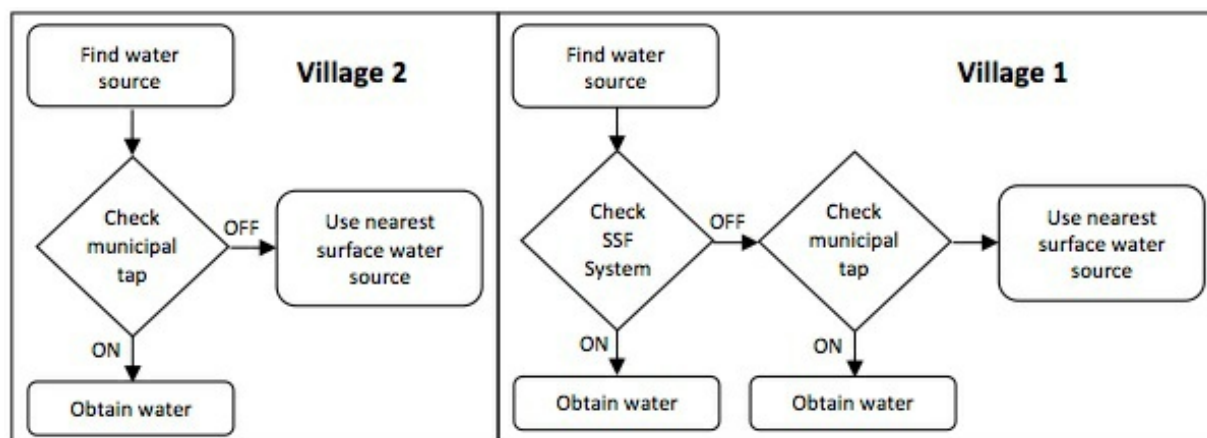 Find water
source
Village 2
Check
municipal
tap
OFF
Use nearest
surface water
source
ON
Obtain water
Find water
source
Village 1
Check
SSF
System
OFF
Check
municipal
tap
Use nearest
surface water
source
ON
Obtain water
ON
Obtain water